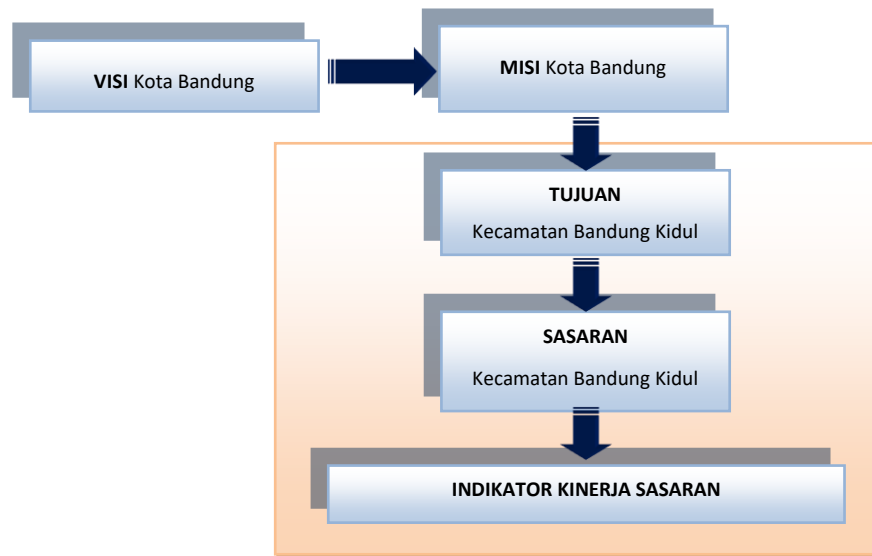 VISI Kota Bandung
MISI Kota Bandung
TUJUAN
Kecamatan Bandung Kidul
SASARAN
Kecamatan Bandung Kidul
INDIKATOR KINERJA SASARAN